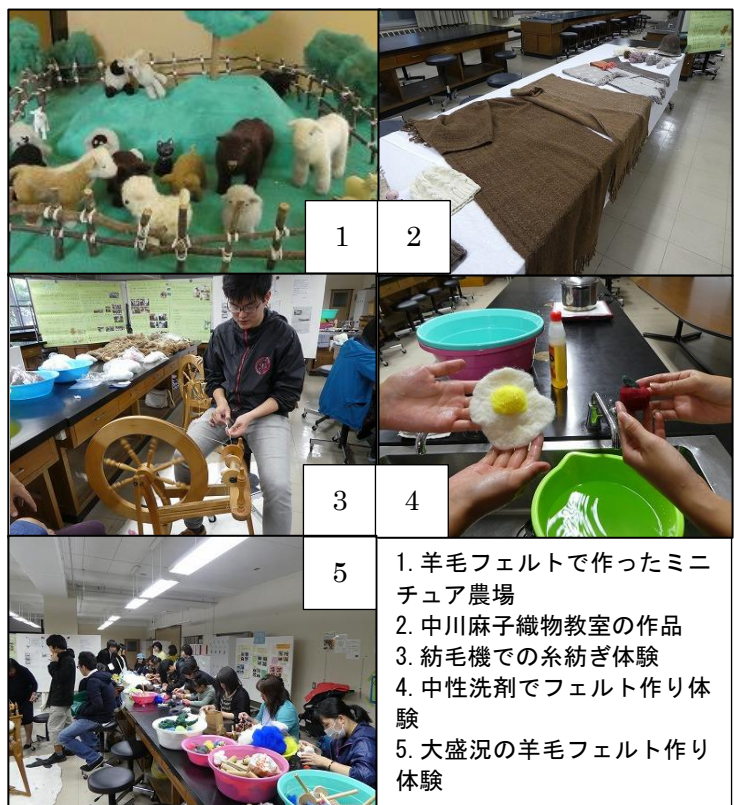 1
2
3
4
5
1. 羊毛フェルトで作ったミニ
チュア農場
2. 中川麻子織物教室の作品
3. 紡毛機での糸紡ぎ体験
4. 中性洗剤でフェルト作り体
験
5. 大盛況の羊毛フェルト作り
体験